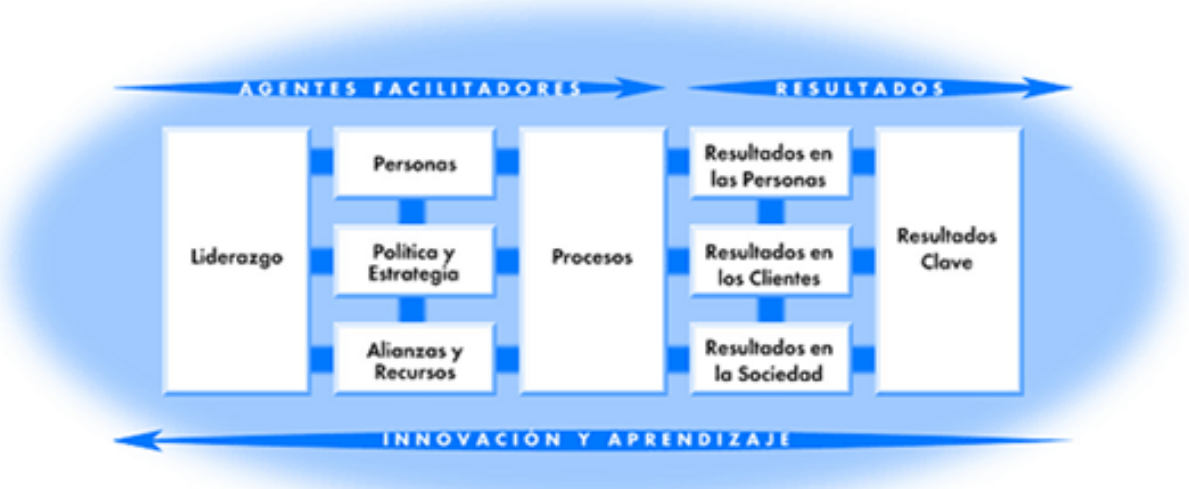 AGENTES FACILITADORES
RESULTADOS
Liderazgo
Personas
Política y
Estrategia
Alianzas y
Recursos
Procesos
Resultados en
las Personas
Resultados en
los Clientes
Resultados en
la Sociedad
Resultados
Clave
INNOVACIÓN Y APRENDIZAJE